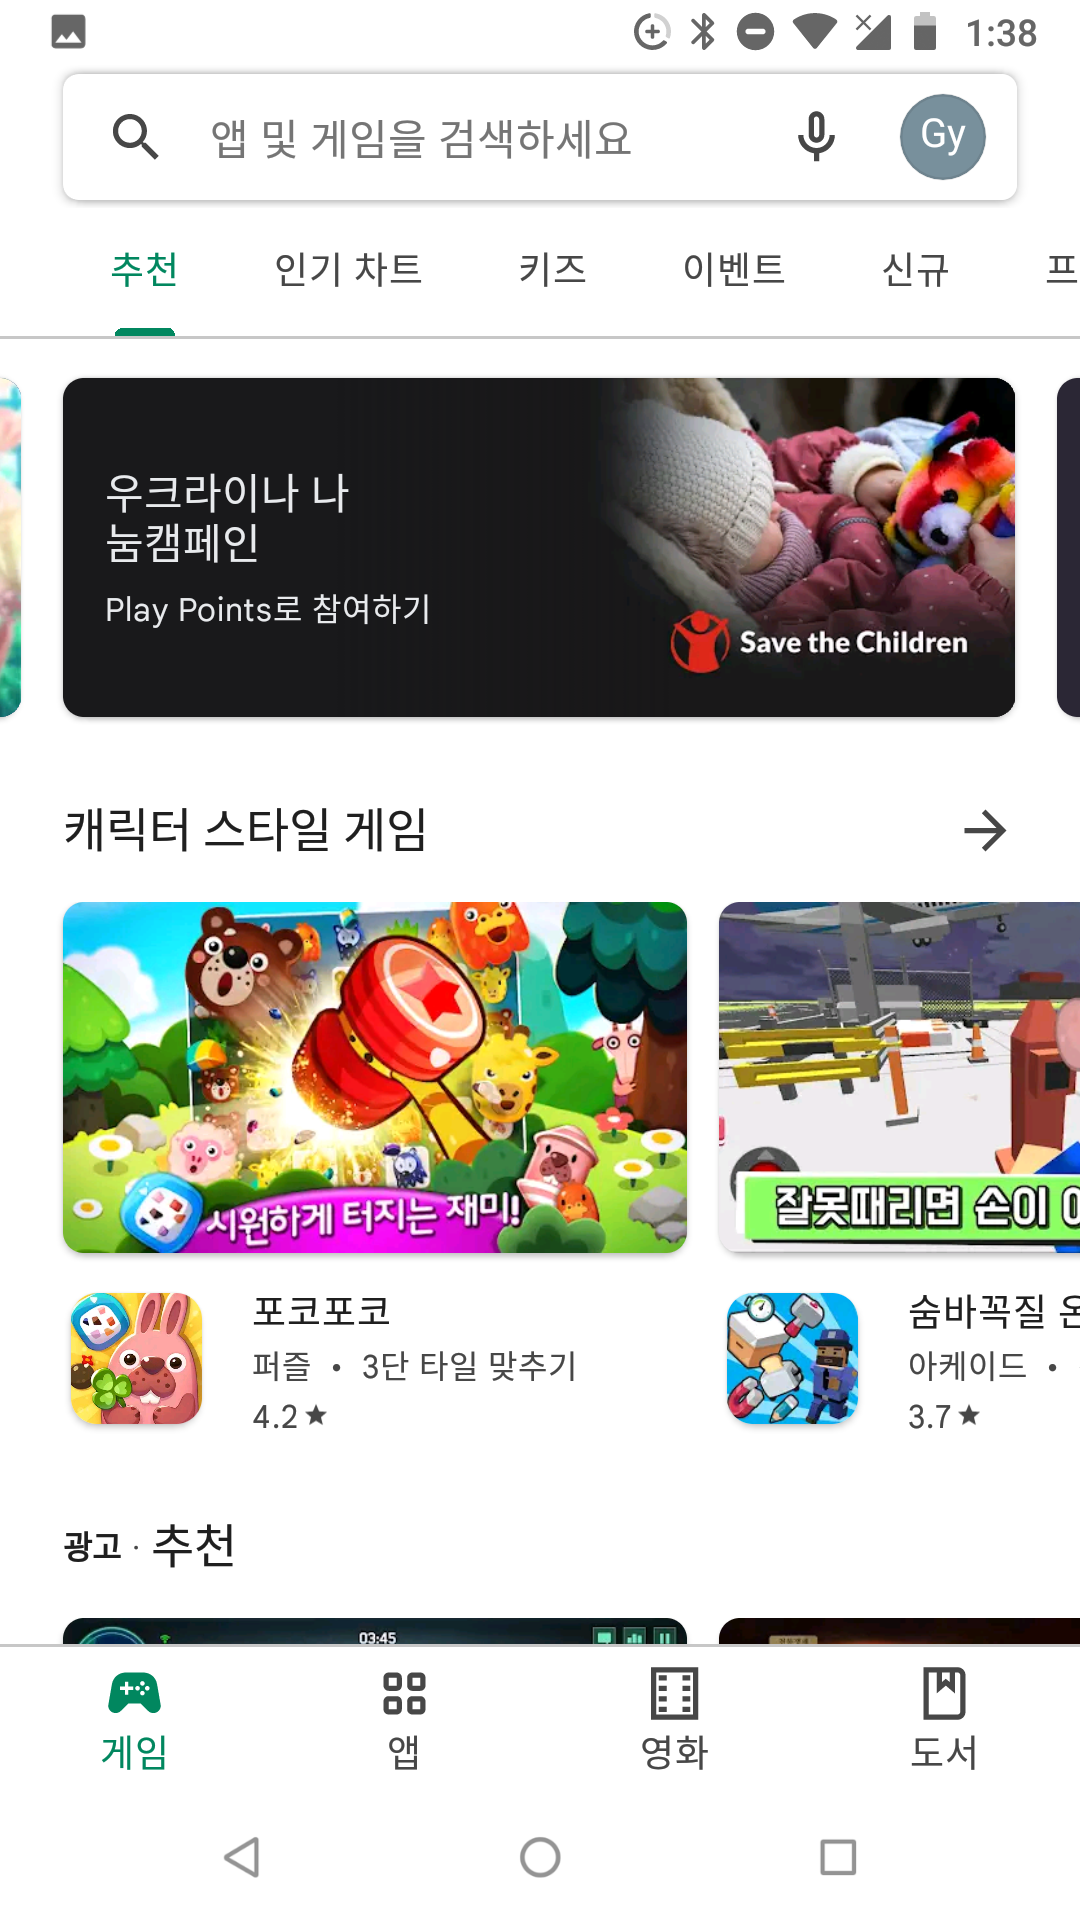 1:38
앱 및 게임을 검색하세요
Gy
추천 인기 차트 키즈 이벤트 신규 프
우크라이나 나
눔캠페인
Play Points로 참여하기
Save the Children
캐릭터 스타일 게임
시원하게 터지는 재미!
잘못때리면 손이
포코포코
퍼즐 • 3단 타일 맞추기
4.2★
숨바꼭질 온
아케이드 •
3.7★
광고 · 추천
03:45
게임 앱 영화 도서